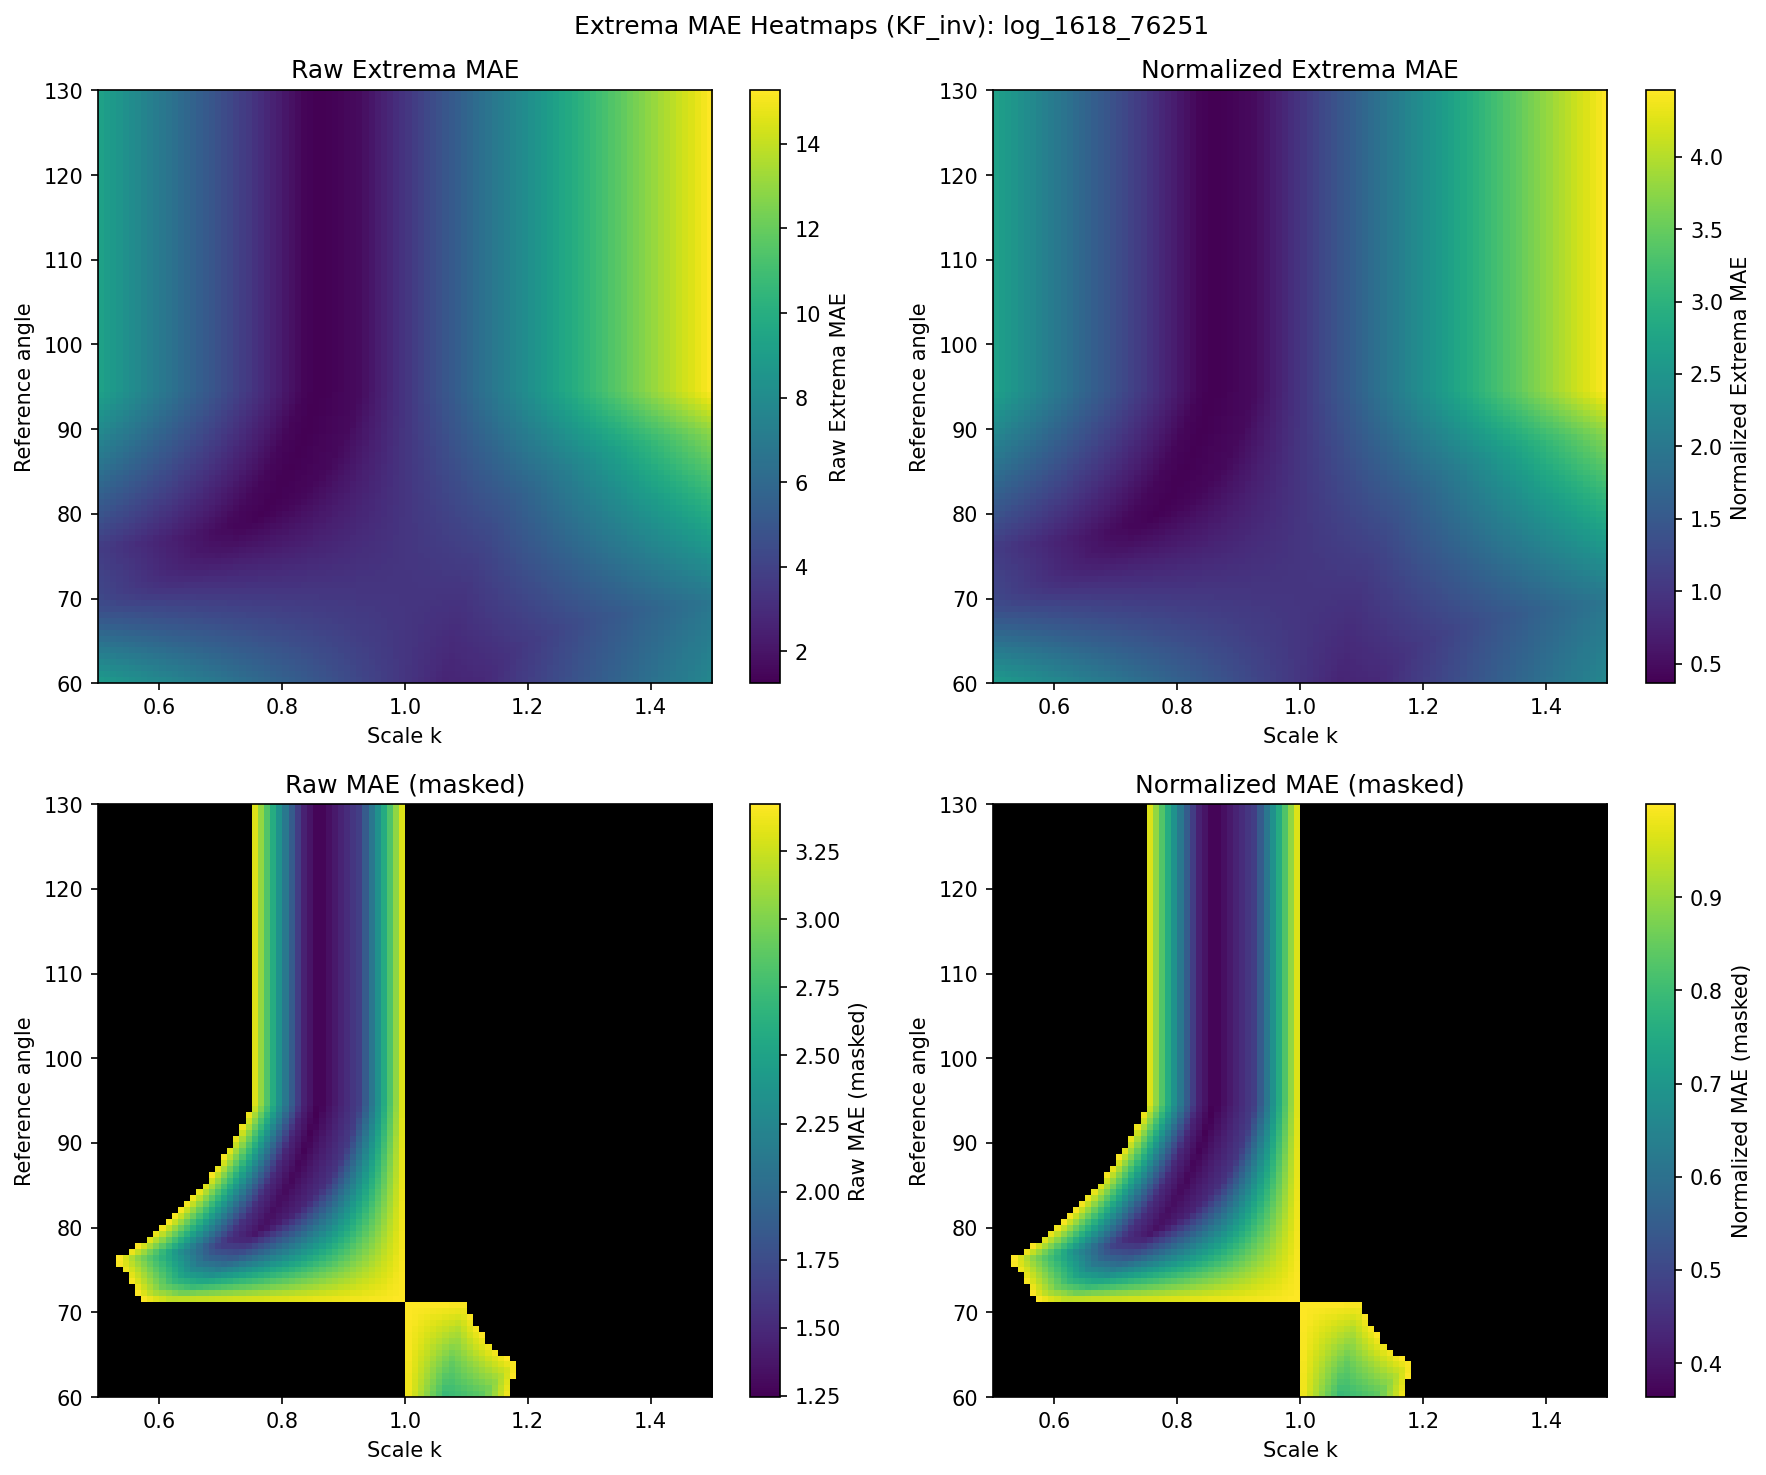 Extrema MAE Heatmaps (KF_inv): log_1618_76251
Raw Extrema MAE
130
120
110
100
90
80
70
60
Reference angle
0.6 0.8 1.0 1.2 1.4
Scale k
14
12
10
8
6
4
2
Raw Extrema MAE
Normalized Extrema MAE
130
120
110
100
90
80
70
60
Reference angle
0.6 0.8 1.0 1.2 1.4
Scale k
4.0
3.5
3.0
2.5
2.0
1.5
1.0
0.5
Normalized Extrema MAE
Raw MAE (masked)
130
120
110
100
90
80
70
60
Reference angle
0.6 0.8 1.0 1.2 1.4
Scale k
3.25
3.00
2.75
2.50
2.25
2.00
1.75
1.50
1.25
Raw MAE (masked)
Normalized MAE (masked)
130
120
110
100
90
80
70
60
Reference angle
0.6 0.8 1.0 1.2 1.4
Scale k
0.9
0.8
0.7
0.6
0.5
0.4
Normalized MAE (masked)